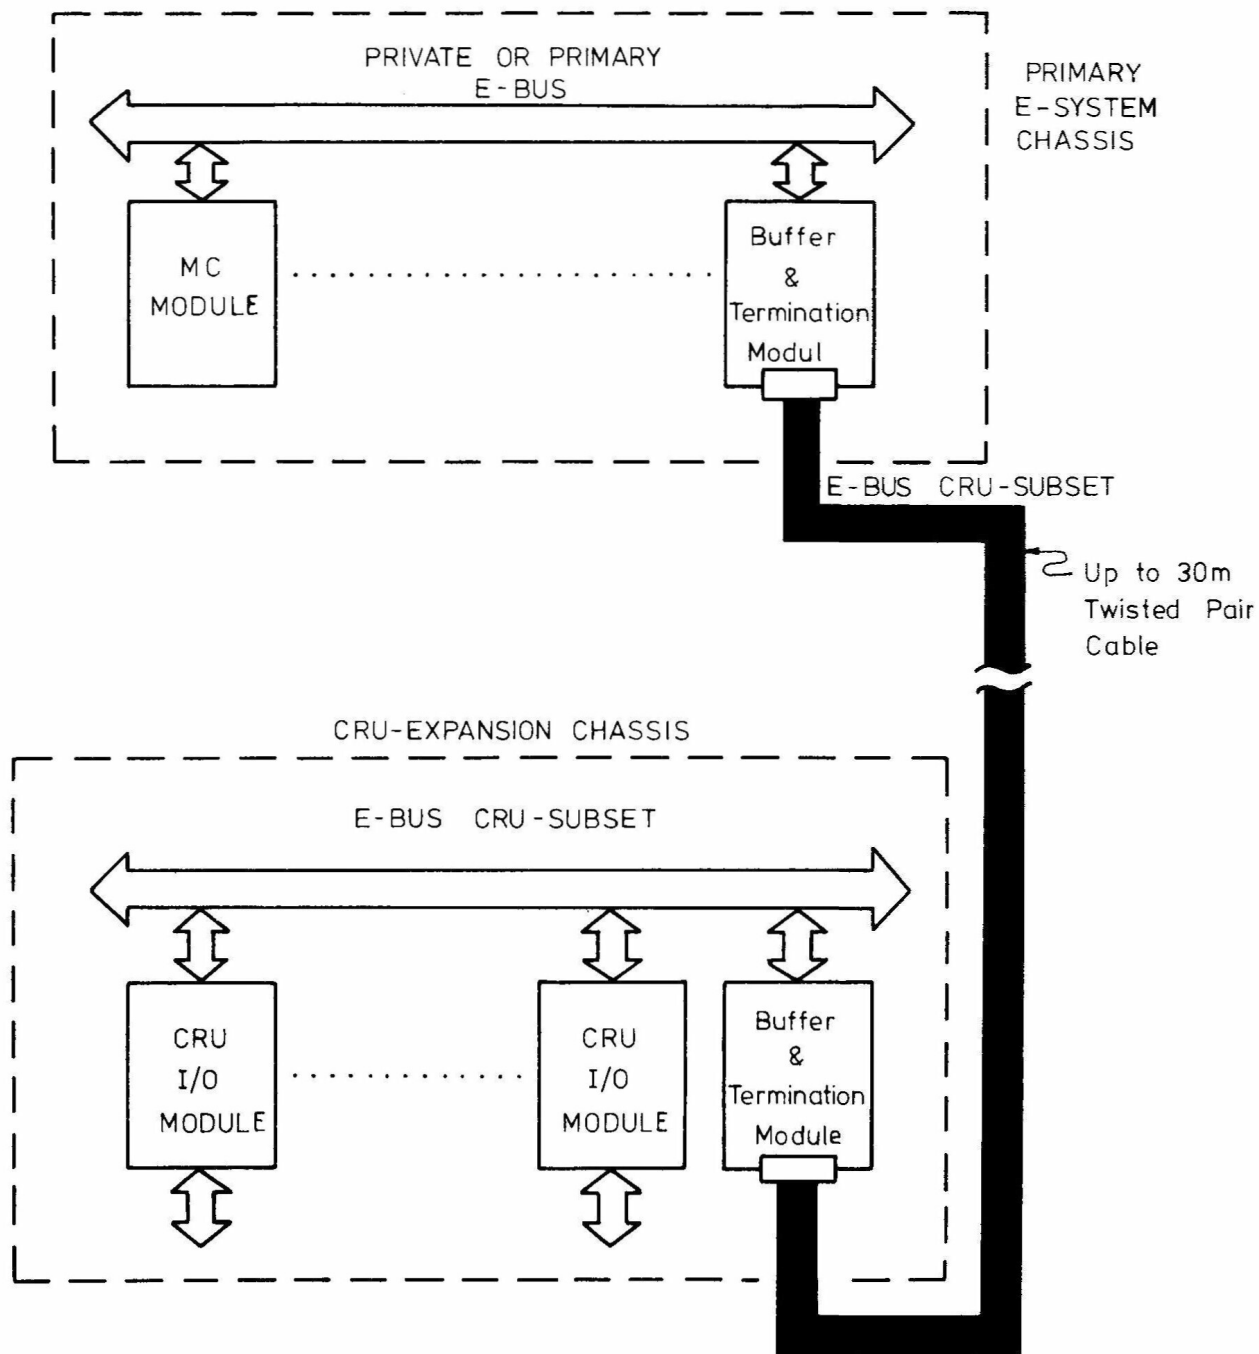 PRIVATE OR PRIMARY
E-BUS
PRIMARY
E-SYSTEM
CHASSIS
MC
MODULE
Buffer
&
Termination
Modul
E-BUS CRU-SUBSET
Up to 30m
Twisted Pair
Cable
CRU-EXPANSION CHASSIS
E-BUS CRU-SUBSET
CRU
I/O
MODULE
CRU
I/O
MODULE
Buffer
&
Termination
Module